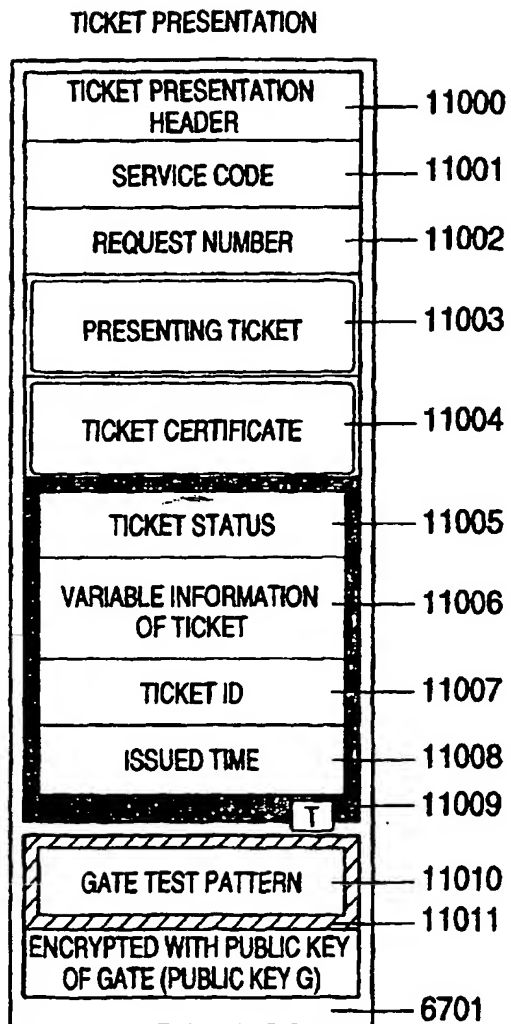 TICKET PRESENTATION
TICKET PRESENTATION
HEADER
11000
SERVICE CODE
11001
REQUEST NUMBER
11002
PRESENTING TICKET
11003
TICKET CERTIFICATE
11004
TICKET STATUS
11005
VARIABLE INFORMATION
OF TICKET
11006
TICKET ID
11007
ISSUED TIME
11008
T
11009
GATE TEST PATTERN
11010
11011
ENCRYPTED WITH PUBLIC KEY
OF GATE (PUBLIC KEY G)
6701